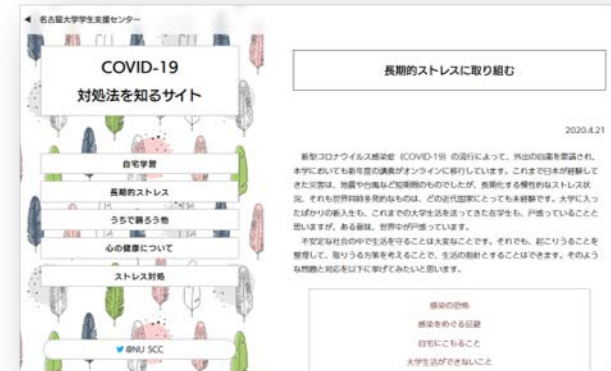 ◀ 名古屋大学学生支援センター
COVID-19
対処法を知るサイト
自宅学習
長期的ストレス
うちで踊ろう他
心の健康について
ストレス対処
@NU SCC
長期的ストレスに取り組む
2020.4.21
新型コロナウイルス感染症（COVID-19）の流行によって、外出の自粛を要請され、
本学においても新年度の講義がオンラインに移行しています。これまで日本が経験して
きた災害は、地震や台風など短期間のものでしたが、長期化する慢性的なストレス状
況、それも世界同時多発的なものは、どの近代国家にとっても未経験です。大学に入っ
たばかりの新入生も、これまでの大学生活を送ってきた在学生も、戸惑っていることと
思いますが、ある意味、世界中が戸惑っています。
不安定な社会の中で生活を守ることは大変なことです。それでも、起こりうることを
整理して、取りうる方策を考えることで、生活の指針とすることはできます。そのよう
な問題と対応を以下に挙げてみたいと思います。
感染の恐怖
感染をめぐる回避
自宅にこもること
大学生活ができないこと